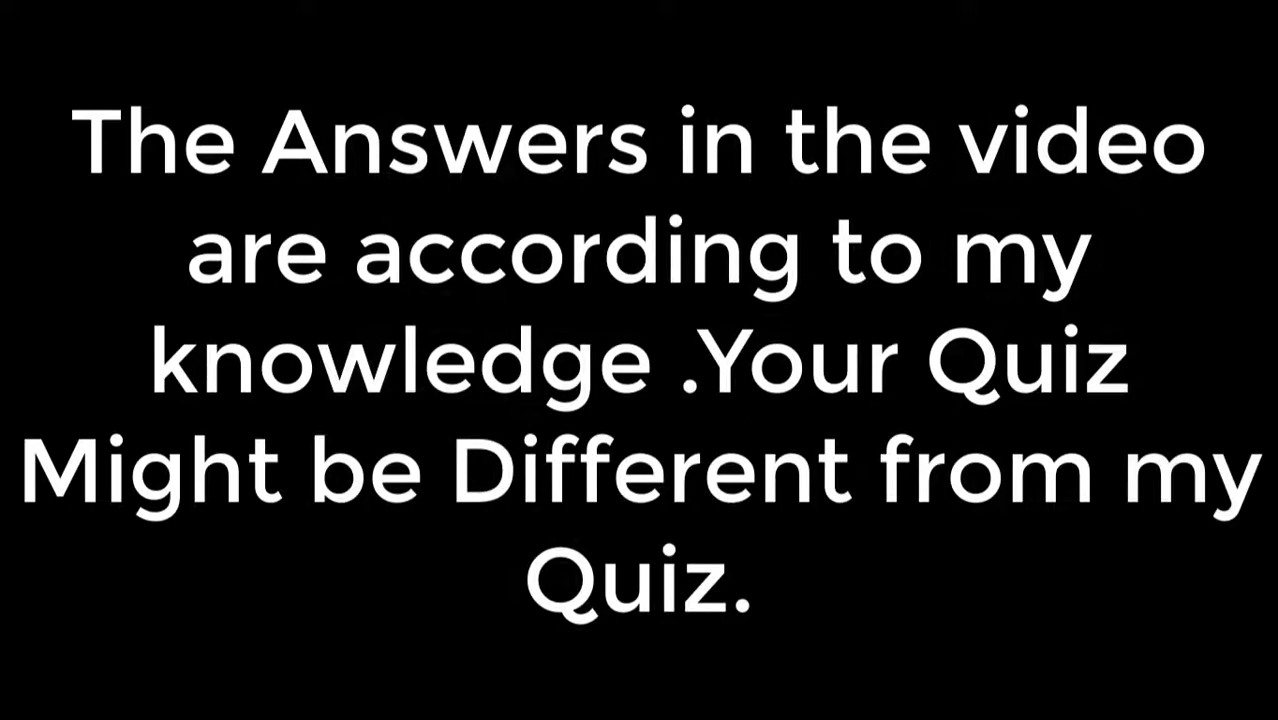 The Answers in the video
are according to my
knowledge .Your Quiz
Might be Different from my
Quiz.